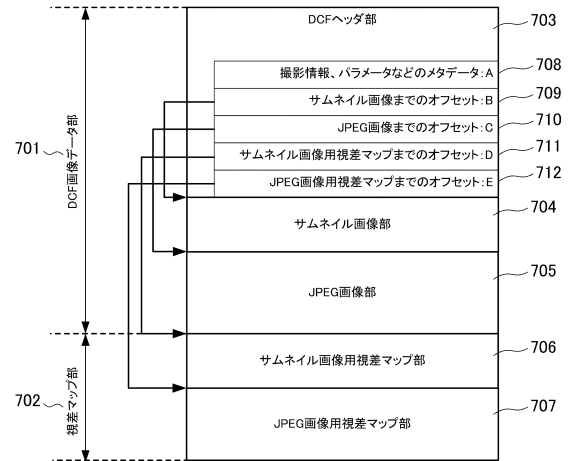 DCFヘッダ部
703
撮影情報、パラメータなどのメタデータ:A
708
サムネイル画像までのオフセット:B
709
JPEG画像までのオフセット:C
710
サムネイル画像用視差マップまでのオフセット:D
711
JPEG画像用視差マップまでのオフセット:E
712
701
DCF画像データ部
サムネイル画像部
704
JPEG画像部
705
サムネイル画像用視差マップ部
706
702
視差マップ部
JPEG画像用視差マップ部
707